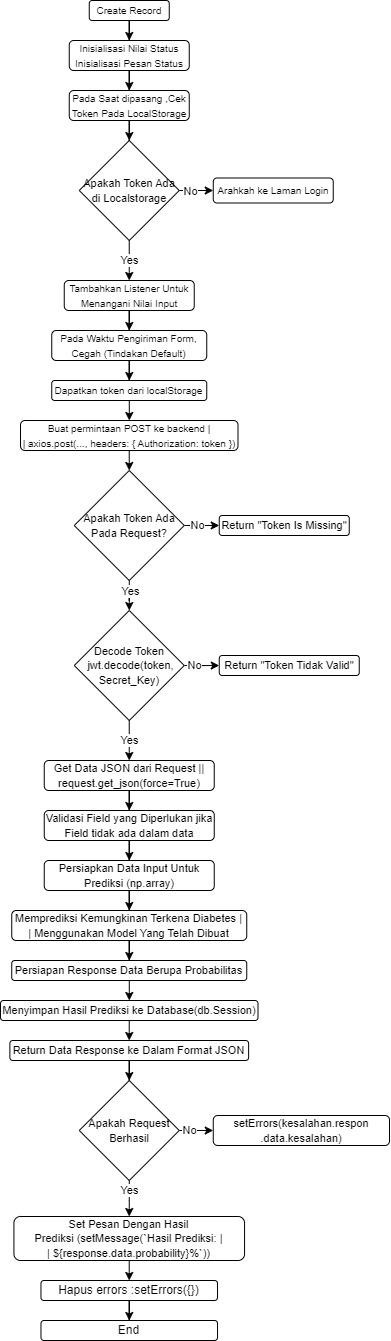 Create Record
Inisialisasi Nilai Status
Inisialisasi Pesan Status
Pada Saat dipasang ,Cek
Token Pada LocalStorage
Apakah Token Ada
di Localstorage
No
Arahkah ke Laman Login
Yes
Tambahkan Listener Untuk
Menangani Nilai Input
Pada Waktu Pengiriman Form,
Cegah (Tindakan Default)
Dapatkan token dari localStorage
Buat permintaan POST ke backend |
| axios.post(..., headers: { Authorization: token })
Apakah Token Ada
Pada Request?
No
Return "Token Is Missing"
Yes
Decode Token
jwt.decode(token,
Secret_Key)
No
Return "Token Tidak Valid"
Yes
Get Data JSON dari Request ||
request.get_json(force=True)
Validasi Field yang Diperlukan jika
Field tidak ada dalam data
Persiapkan Data Input Untuk
Prediksi (np.array)
Memprediksi Kemungkinan Terkena Diabetes |
| Menggunakan Model Yang Telah Dibuat
Persiapan Response Data Berupa Probabilitas
Menyimpan Hasil Prediksi ke Database(db.Session)
Return Data Response ke Dalam Format JSON
Apakah Request
Berhasil
No
setErrors(kesalahan.respon
.data.kesalahan)
Yes
Set Pesan Dengan Hasil
Prediksi (setMessage(`Hasil Prediksi: |
| ${response.data.probability}%`))
Hapus errors :setErrors({})
End